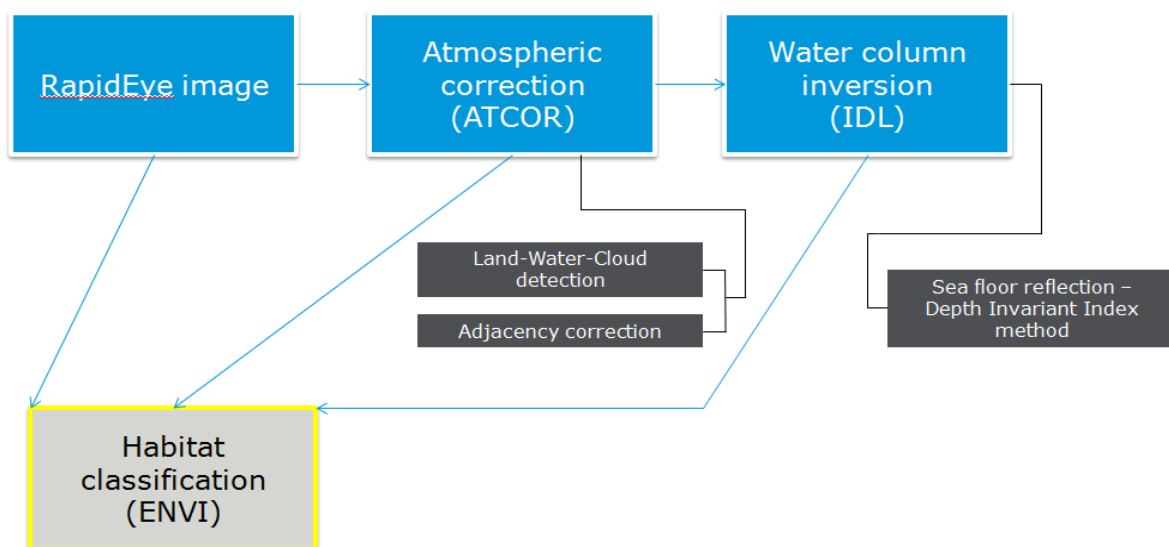 RapidEye image
Atmospheric
correction
(ATCOR)
Water column
inversion
(IDL)
Land-Water-Cloud
detection
Adjacency correction
Sea floor reflection –
Depth Invariant Index
method
Habitat
classification
(ENVI)